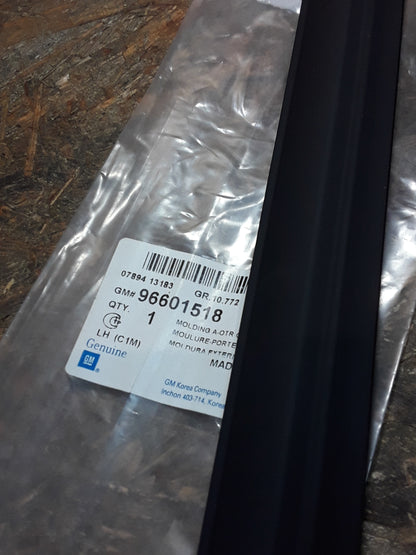 07894 13183 GR.10.772
GM# 96601518
QTY. 1
MOLDING A-OTR
MOULURE-PORTE
LH (C1M) MOLDURA EXTER
Genuine MAD
GM
GM Korea Company
Inchon 403-714, Korea